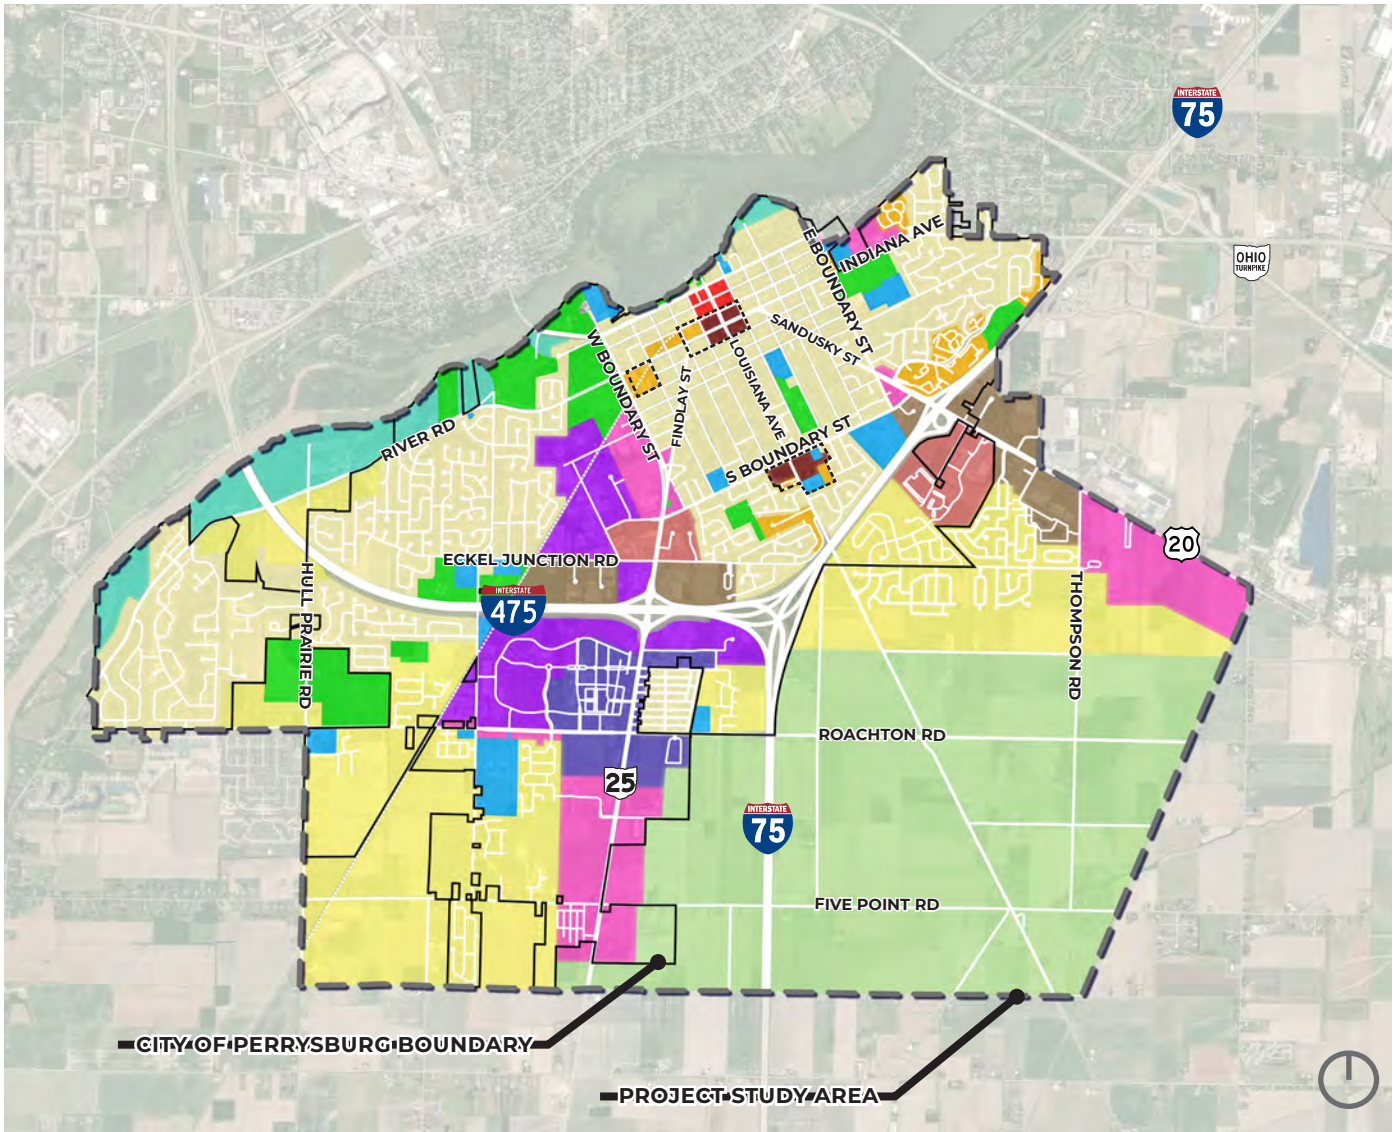 INTERSTATE
75
OHIO
TURNPIKE
INDIANA AVE
E BOUNDARY ST
SANDUSKY ST
W BOUNDARY ST
LOUISIANA AVE
FINDLAY ST
RIVER RD
S BOUNDARY ST
20
ECKEL JUNCTION RD
INTERSTATE
475
HULL PRAIRIE RD
THOMPSON RD
ROACHTON RD
25
INTERSTATE
75
FIVE POINT RD
CITY OF PERRYSBURG BOUNDARY
PROJECT STUDY AREA